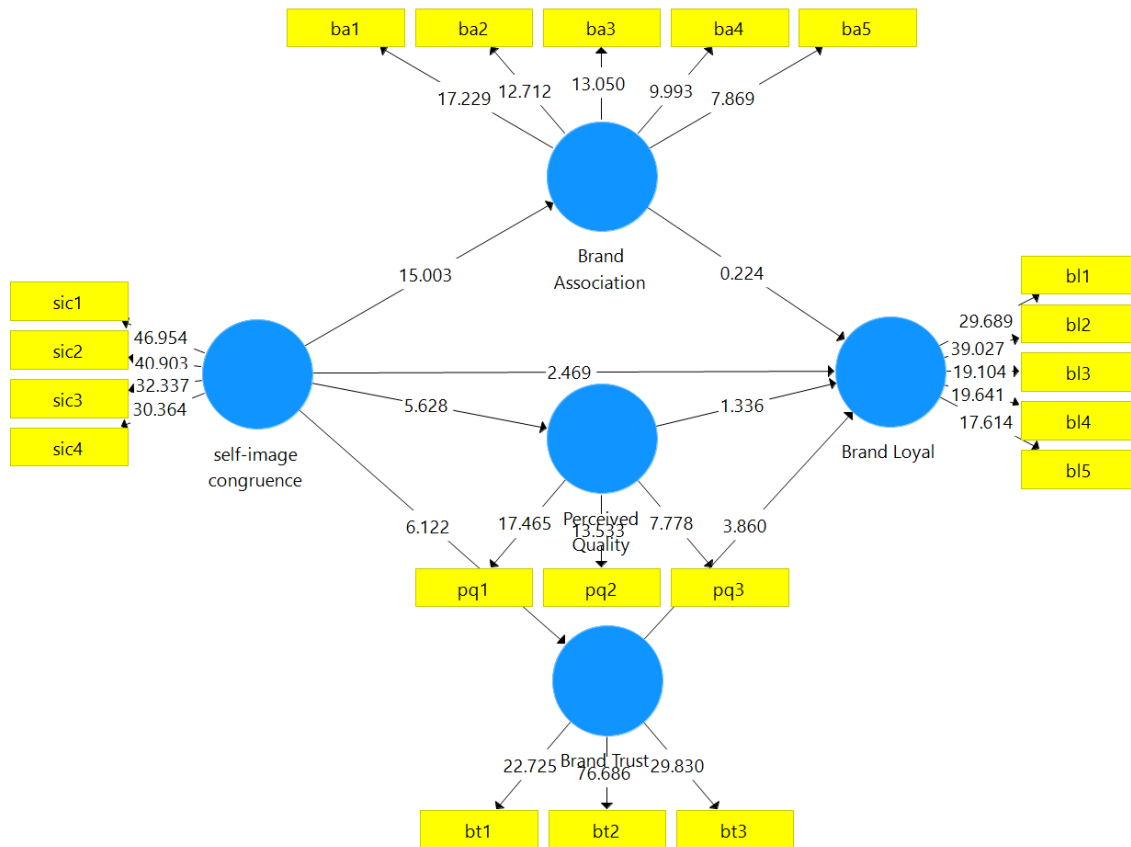 ba1 ba2 ba3 ba4 ba5
17.229 12.712 13.050 9.993 7.869
Brand
Association
15.003 0.224
sic1
sic2
sic3
sic4
46.954
40.903
32.337
30.364
self-image
congruence
2.469
5.628 1.336
bl1
bl2
bl3
bl4
bl5
29.689
39.027
19.104
19.641
17.614
Brand Loyal
6.122 17.465 13.533 7.778 3.860
Perceived
Quality
pq1 pq2 pq3
Brand Trust
22.725 76.686 29.830
bt1 bt2 bt3